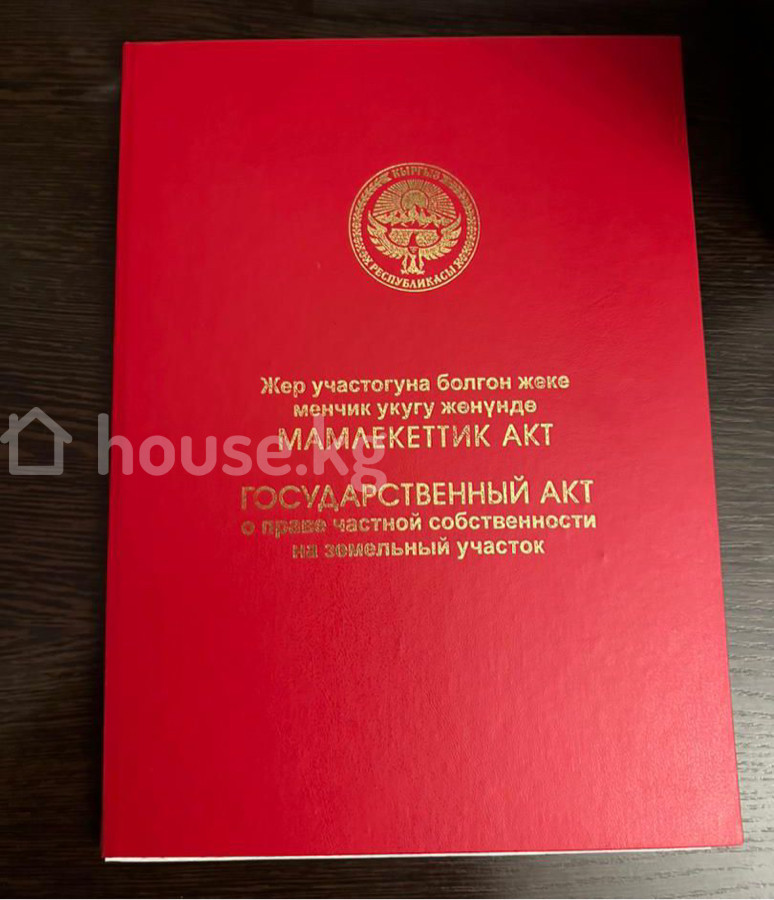 КЫРГЫЗ
РЕСПУБЛИКАСЫ
Жер участогуна болгон жеке
менчик укугу жөнүндө
МАМЛЕКЕТТИК АКТ
house.kg
ГОСУДАРСТВЕННЫЙ АКТ
о праве частной собственности
на земельный участок